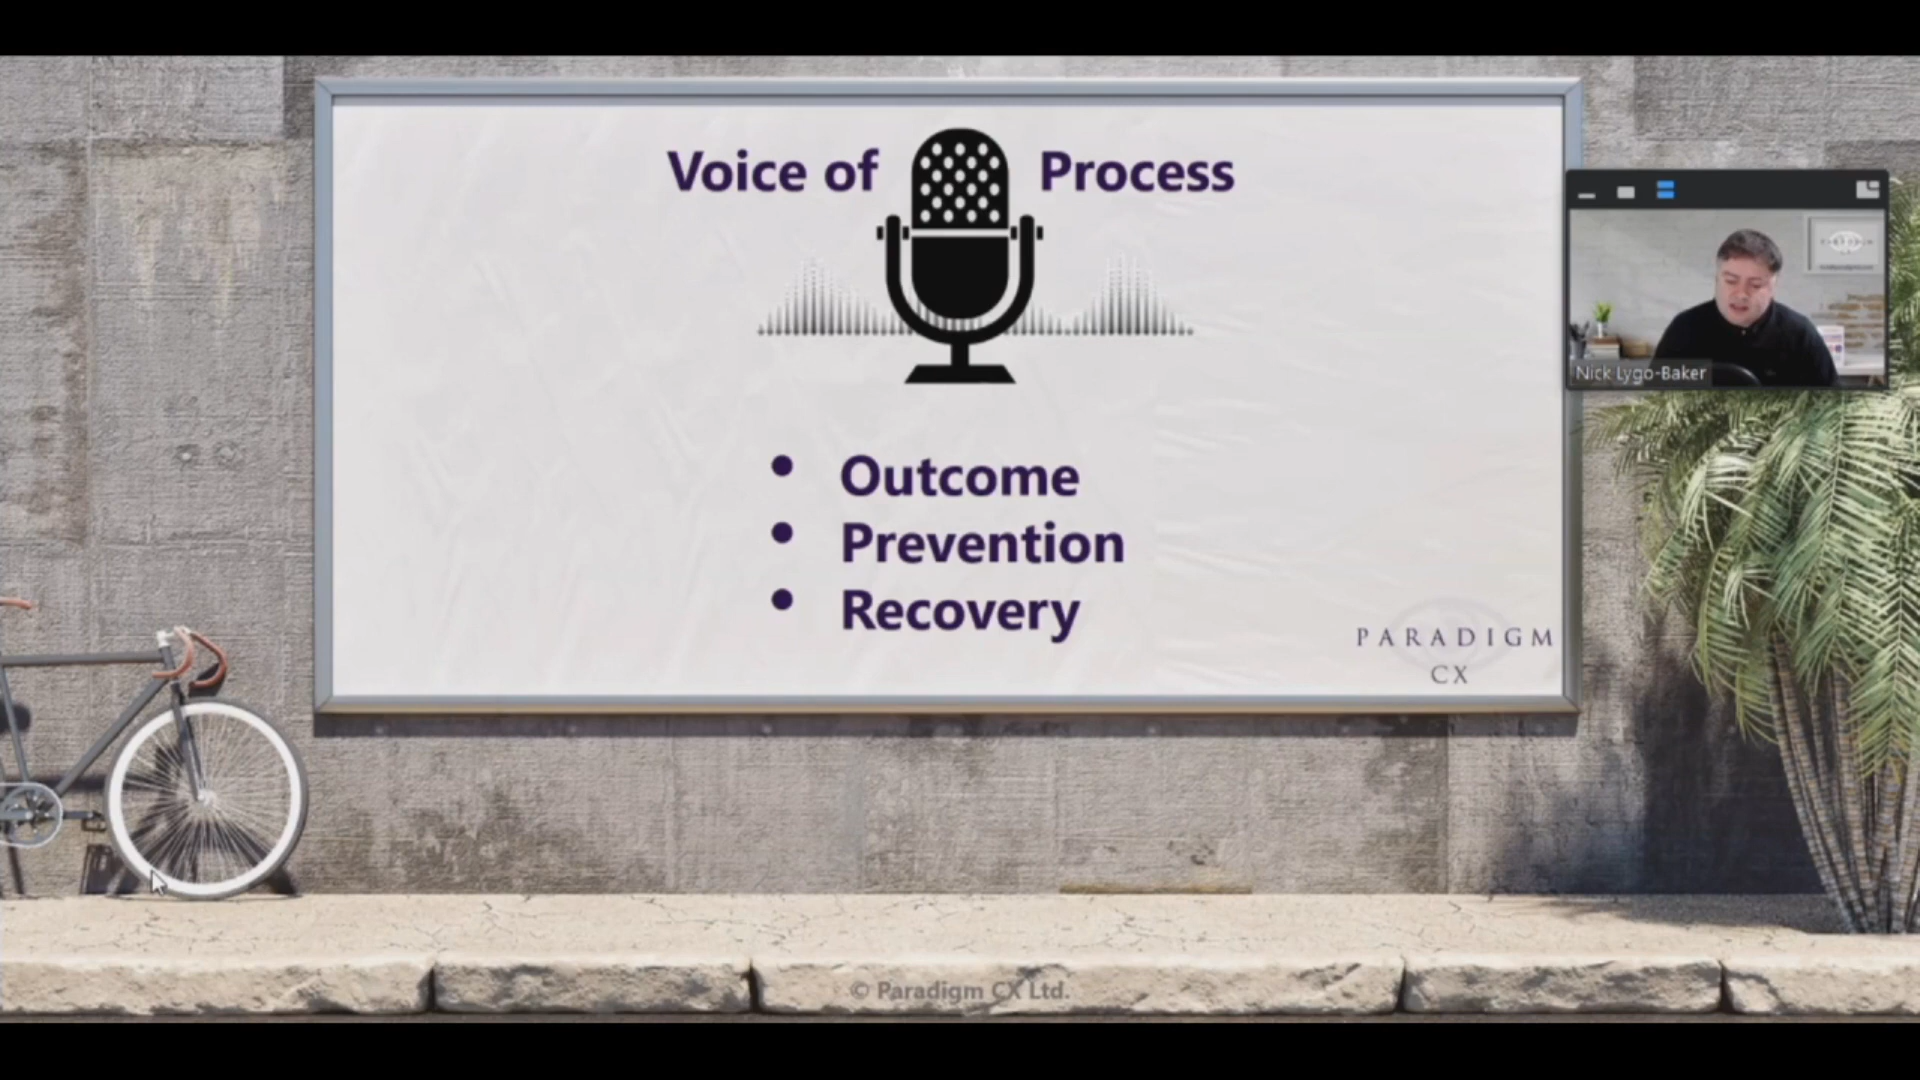 Voice of Process
Nick Lygo-Baker
• Outcome
• Prevention
• Recovery
PARADIGM
CX
© Paradigm CX Ltd.